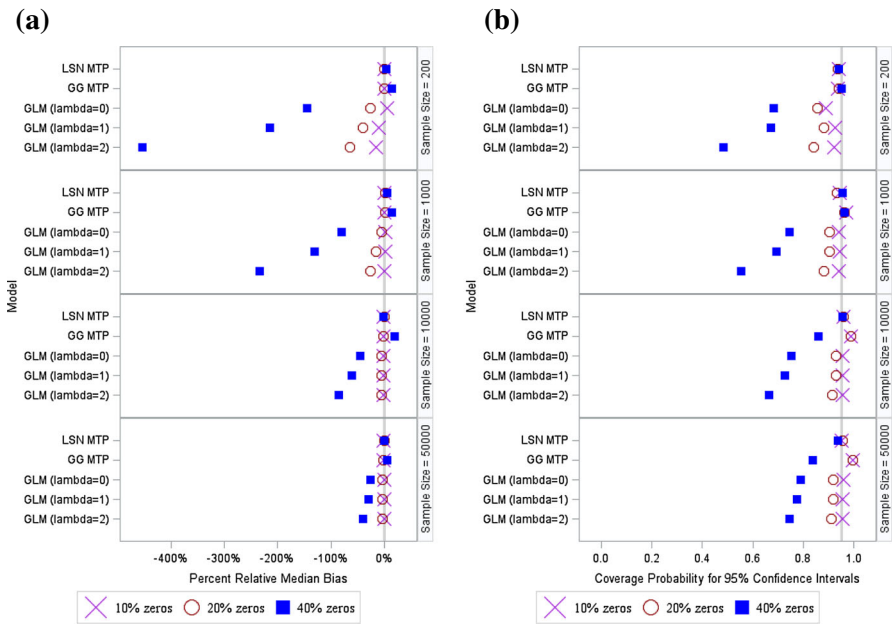 (a)
Model
LSN MTP
GG MTP
GLM (lambda=0)
GLM (lambda=1)
GLM (lambda=2)
Sample Size = 200
LSN MTP
GG MTP
GLM (lambda=0)
GLM (lambda=1)
GLM (lambda=2)
Sample Size = 1000
LSN MTP
GG MTP
GLM (lambda=0)
GLM (lambda=1)
GLM (lambda=2)
Sample Size = 10000
LSN MTP
GG MTP
GLM (lambda=0)
GLM (lambda=1)
GLM (lambda=2)
Sample Size = 50000
-400% -300% -200% -100% 0%
Percent Relative Median Bias
10% zeros 20% zeros 40% zeros
(b)
Model
LSN MTP
GG MTP
GLM (lambda=0)
GLM (lambda=1)
GLM (lambda=2)
Sample Size = 200
LSN MTP
GG MTP
GLM (lambda=0)
GLM (lambda=1)
GLM (lambda=2)
Sample Size = 1000
LSN MTP
GG MTP
GLM (lambda=0)
GLM (lambda=1)
GLM (lambda=2)
Sample Size = 10000
LSN MTP
GG MTP
GLM (lambda=0)
GLM (lambda=1)
GLM (lambda=2)
Sample Size = 50000
0.0 0.2 0.4 0.6 0.8 1.0
Coverage Probability for 95% Confidence Intervals
10% zeros 20% zeros 40% zeros